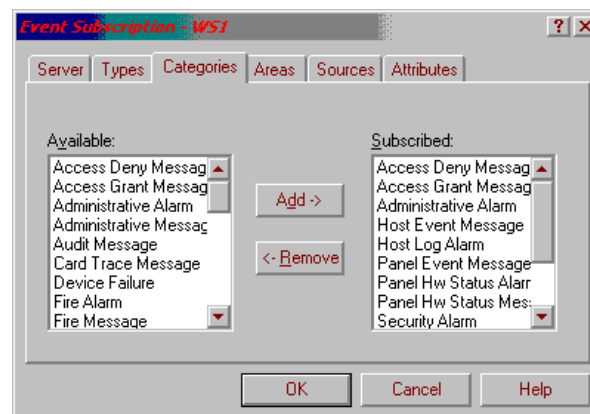 Event Subscription - WS1
Server Types Categories Areas Sources Attributes
Available: Subscribed:
Access Deny Messag
Access Grant Messag
Administrative Alarm
Administrative Messag
Audit Message
Card Trace Message
Device Failure
Fire Alarm
Fire Message
Add ->
<- Remove
Access Deny Messag
Access Grant Messag
Administrative Alarm
Host Event Message
Host Log Alarm
Panel Event Message
Panel Hw Status Alarr
Panel Hw Status Mes:
Security Alarm
OK Cancel Help